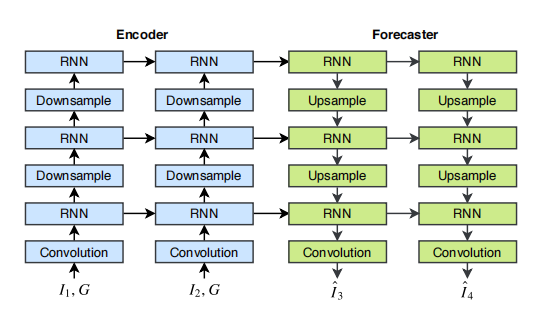 Encoder Forecaster
RNN RNN RNN RNN
Downsample Downsample Upsample Upsample
RNN RNN RNN RNN
Downsample Downsample Upsample Upsample
RNN RNN RNN RNN
Convolution Convolution Convolution Convolution
I₁, G I₂, G Î₃ Î₄